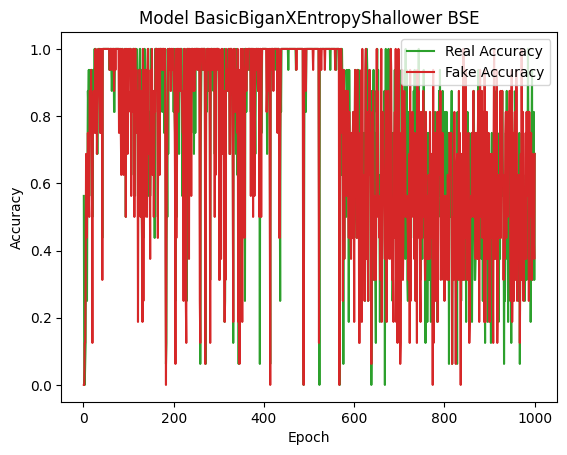 Model BasicBiganXEntropyShallower BSE
Real Accuracy
Fake Accuracy
Accuracy
1.0
0.8
0.6
0.4
0.2
0.0
0
200
400
600
800
1000
Epoch